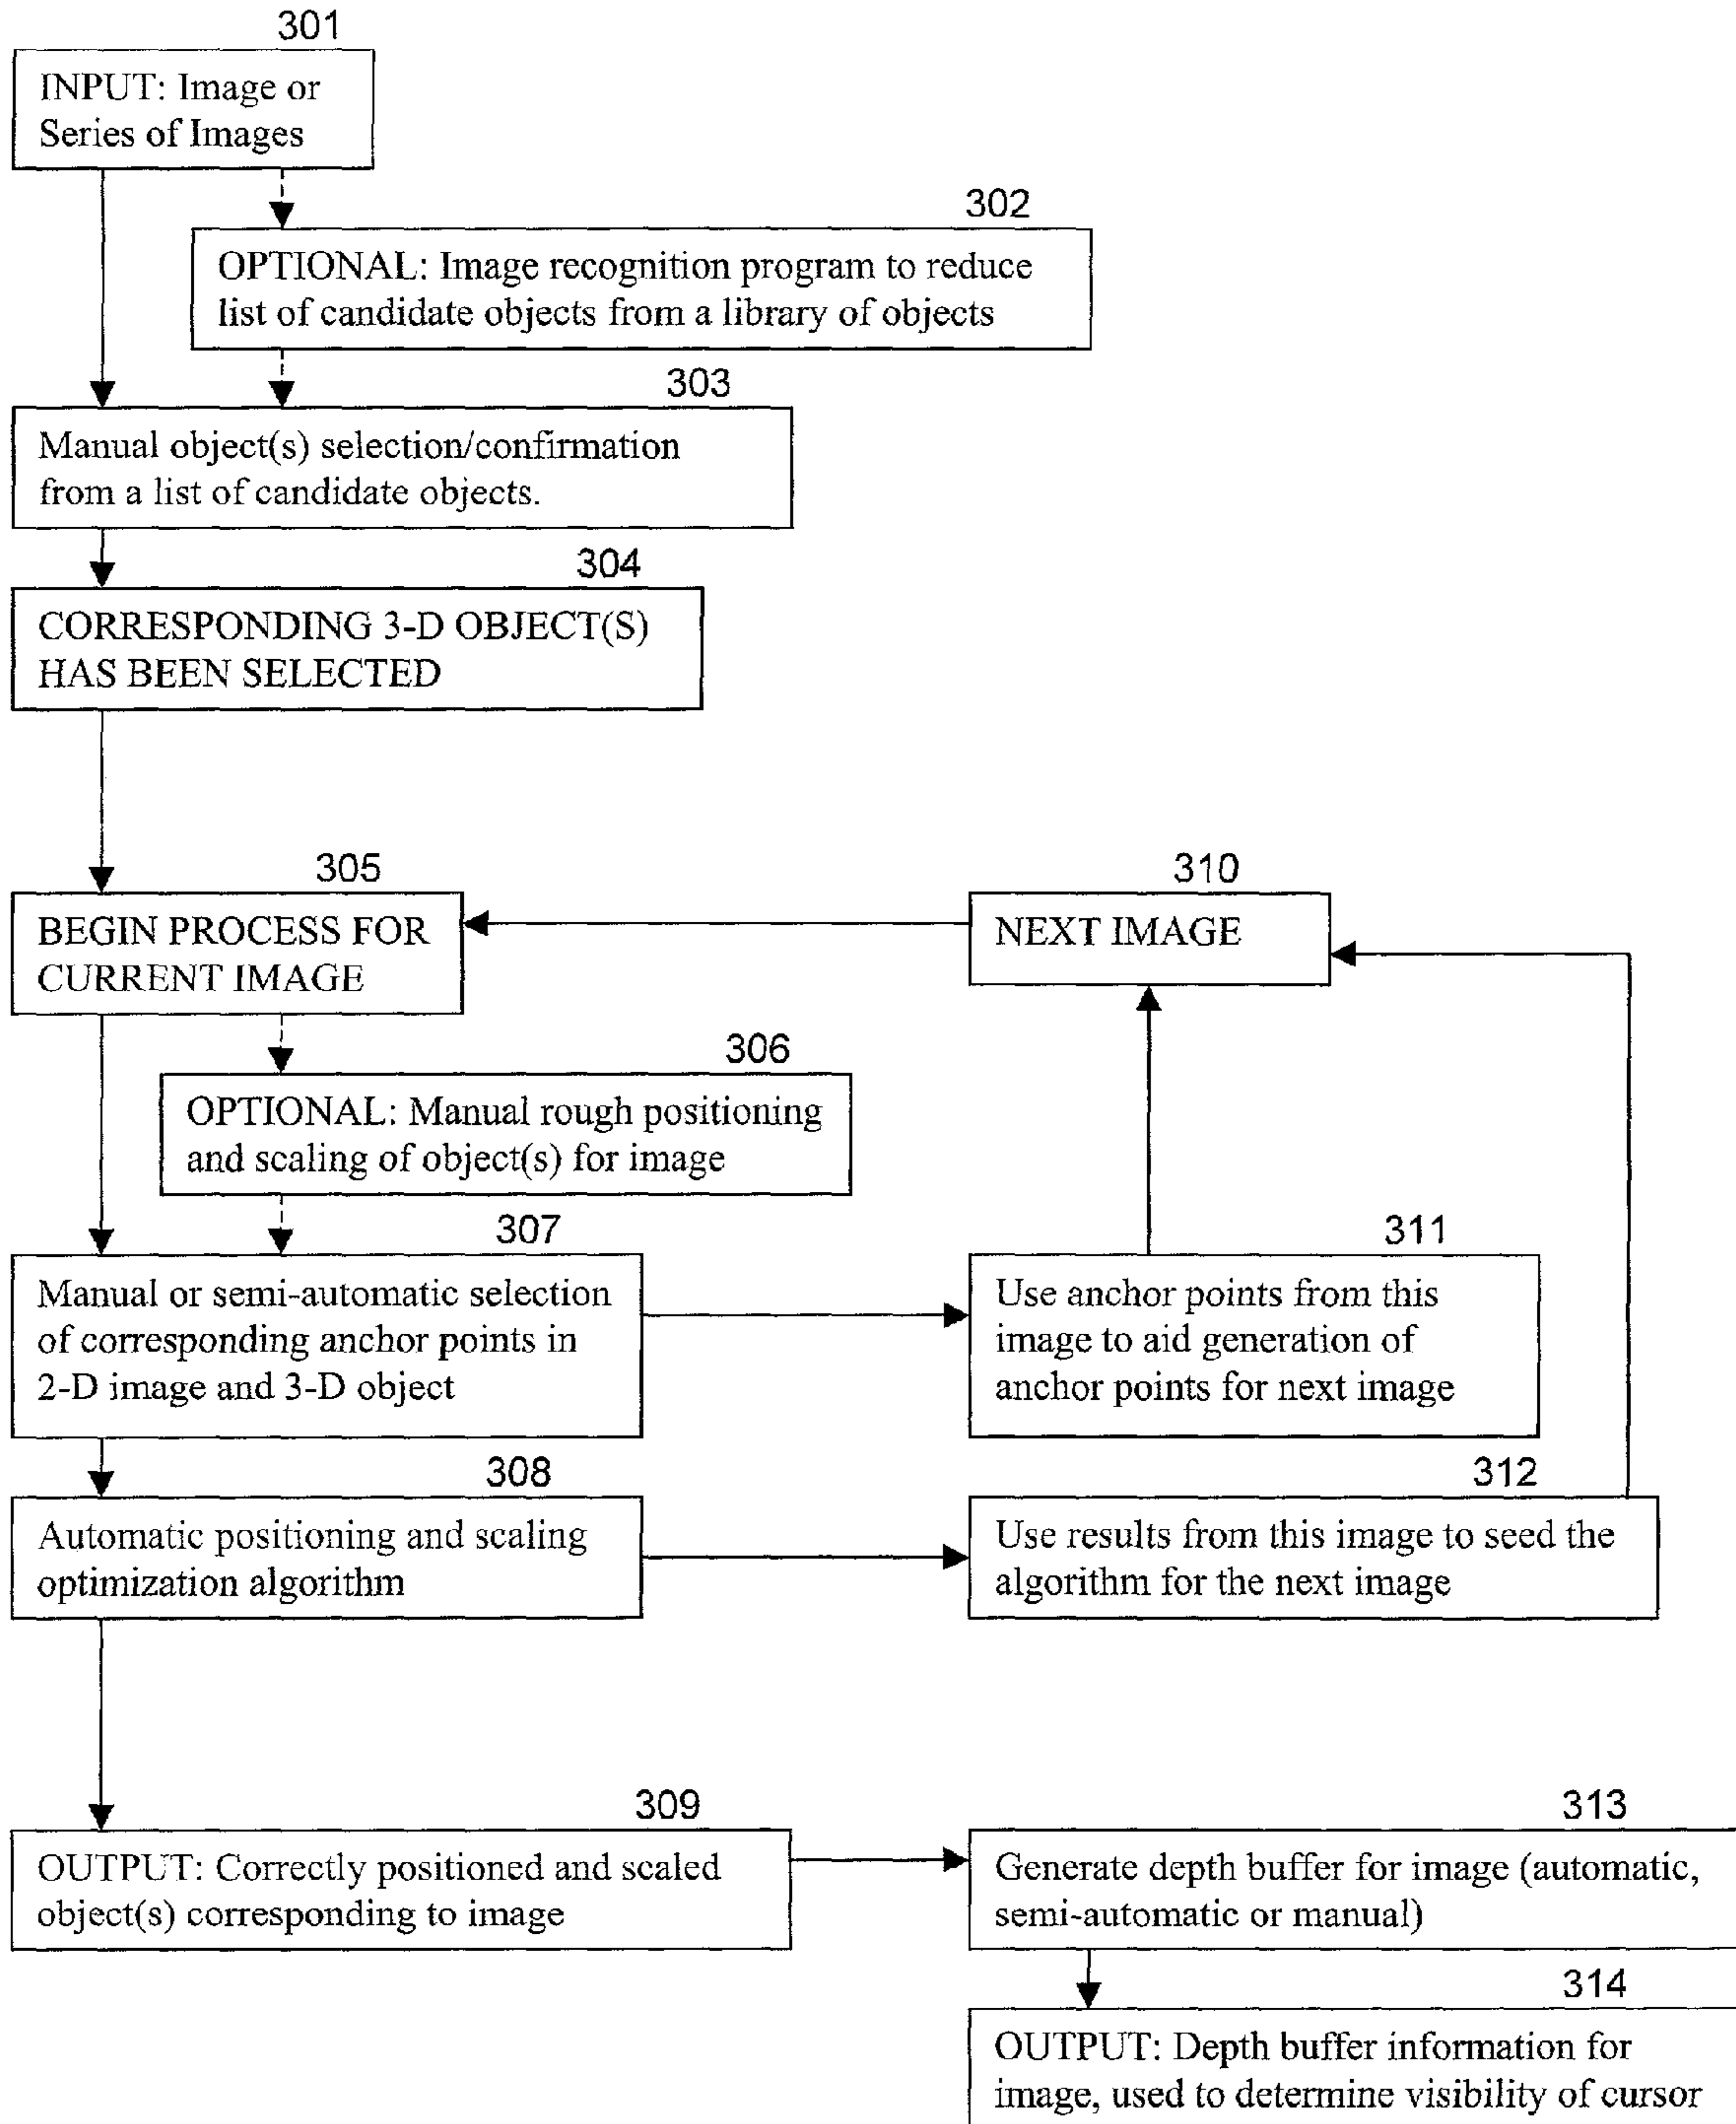 301
INPUT: Image or
Series of Images
302
OPTIONAL: Image recognition program to reduce
list of candidate objects from a library of objects
303
Manual object(s) selection/confirmation
from a list of candidate objects.
304
CORRESPONDING 3-D OBJECT(S)
HAS BEEN SELECTED
305
BEGIN PROCESS FOR
CURRENT IMAGE
310
NEXT IMAGE
306
OPTIONAL: Manual rough positioning
and scaling of object(s) for image
307
Manual or semi-automatic selection
of corresponding anchor points in
2-D image and 3-D object
311
Use anchor points from this
image to aid generation of
anchor points for next image
308
Automatic positioning and scaling
optimization algorithm
312
Use results from this image to seed the
algorithm for the next image
309
OUTPUT: Correctly positioned and scaled
object(s) corresponding to image
313
Generate depth buffer for image (automatic,
semi-automatic or manual)
314
OUTPUT: Depth buffer information for
image, used to determine visibility of cursor